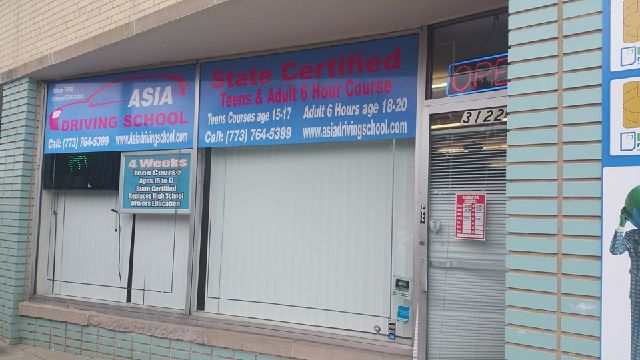 ASIA
DRIVING SCHOOL
Call: (773) 764-5399 www.Asiadrivingschool.com
State Certified
Teens & Adult 6 Hour Course
Teens Courses age 15-17 Adult 6 Hours age 18-20
Call: (773) 764-5399 www.asiadrivingschool.com
4 Weeks
Teen Course
Ages 15 to 17
State Certified
Replaces High School
Drivers Education
OPE
3122